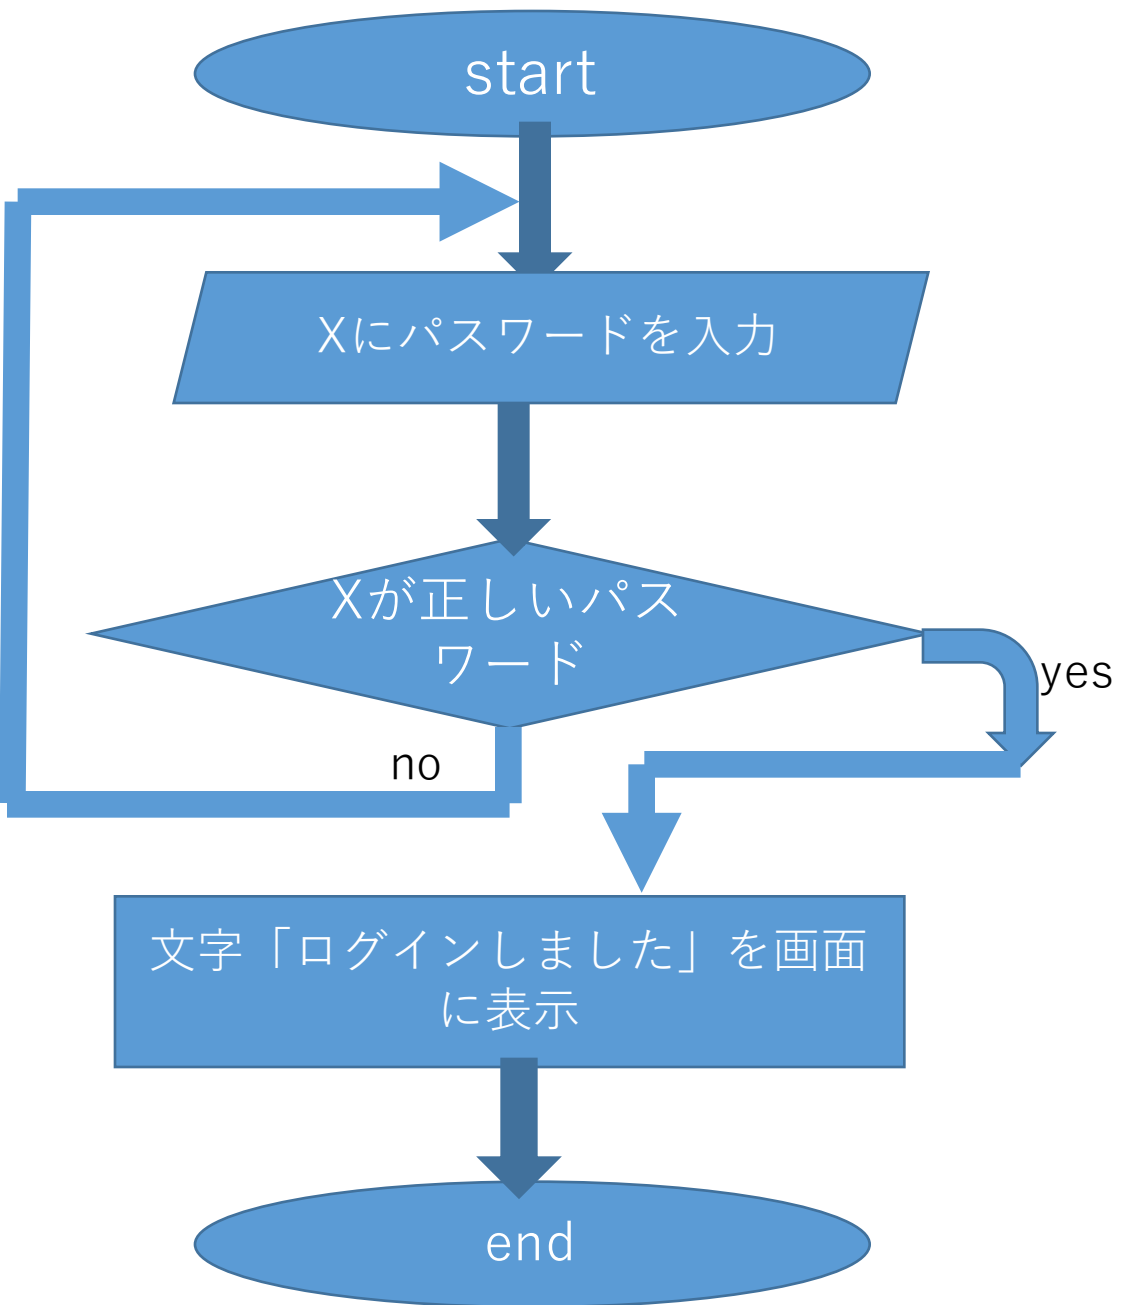 start
Xにパスワードを入力
Xが正しいパス
ワード
yes
no
文字「ログインしました」を画面
に表示
end